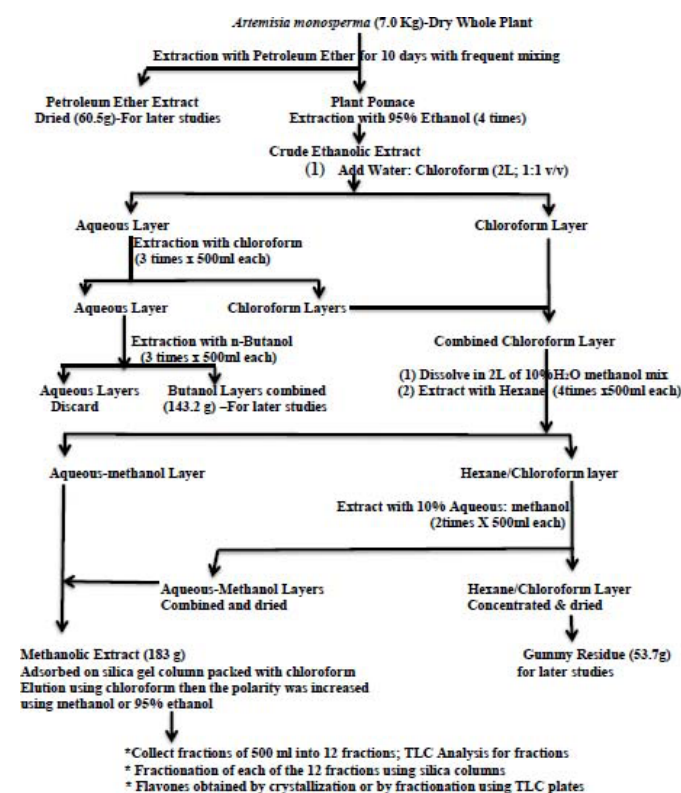 Artemisia monosperma (7.0 Kg)-Dry Whole Plant
Extraction with Petroleum Ether for 10 days with frequent mixing
Petroleum Ether Extract
Dried (60.5g)-For later studies
Plant Pomace
Extraction with 95% Ethanol (4 times)
Crude Ethanolic Extract
(1) Add Water: Chloroform (2L; 1:1 v/v)
Aqueous Layer
Chloroform Layer
Extraction with chloroform
(3 times x 500ml each)
Aqueous Layer
Chloroform Layers
Extraction with n-Butanol
(3 times x 500ml each)
Combined Chloroform Layer
(1) Dissolve in 2L of 10%H₂O methanol mix
(2) Extract with Hexane (4times x500ml each)
Aqueous Layers
Discard
Butanol Layers combined
(143.2 g) –For later studies
Aqueous-methanol Layer
Hexane/Chloroform layer
Extract with 10% Aqueous: methanol
(2times X 500ml each)
Aqueous-Methanol Layers
Combined and dried
Hexane/Chloroform Layer
Concentrated & dried
Methanolic Extract (183 g)
Adsorbed on silica gel column packed with chloroform
Elution using chloroform then the polarity was increased
using methanol or 95% ethanol
Gummy Residue (53.7g)
for later studies
*Collect fractions of 500 ml into 12 fractions; TLC Analysis for fractions
* Fractionation of each of the 12 fractions using silica columns
* Flavones obtained by crystallization or by fractionation using TLC plates